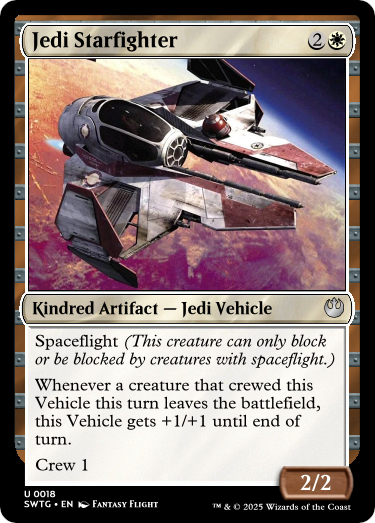 Jedi Starfighter 2
Kindred Artifact — Jedi Vehicle
Spaceflight (This creature can only block
or be blocked by creatures with spaceflight.)
Whenever a creature that crewed this
Vehicle this turn leaves the battlefield,
this Vehicle gets +1/+1 until end of
turn.
Crew 1
2/2
U 0018
SWTG • EN Fantasy Flight
™ & © 2025 Wizards of the Coast